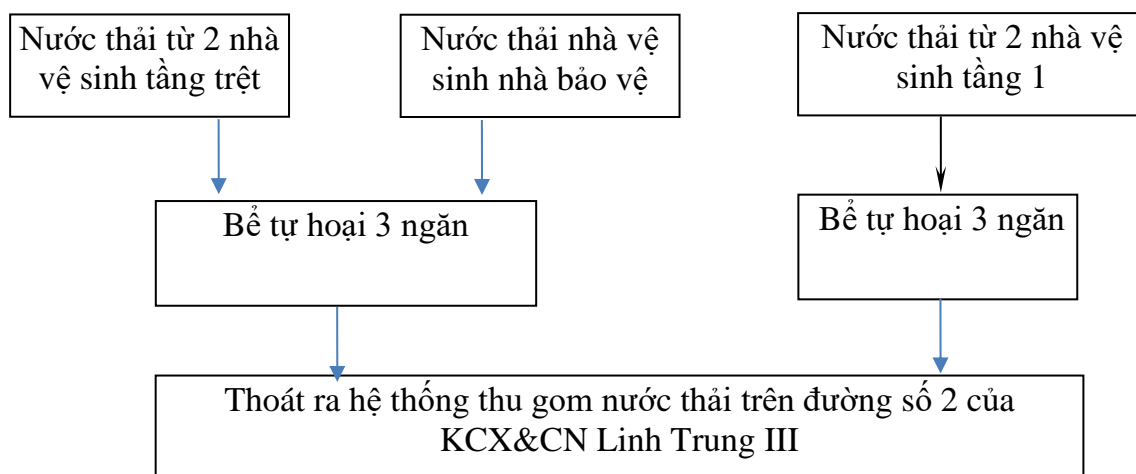 Nước thải từ 2 nhà
vệ sinh tầng trệt
Nước thải nhà vệ
sinh nhà bảo vệ
Nước thải từ 2 nhà vệ
sinh tầng 1
Bể tự hoại 3 ngăn
Bể tự hoại 3 ngăn
Thoát ra hệ thống thu gom nước thải trên đường số 2 của
KCX&CN Linh Trung III